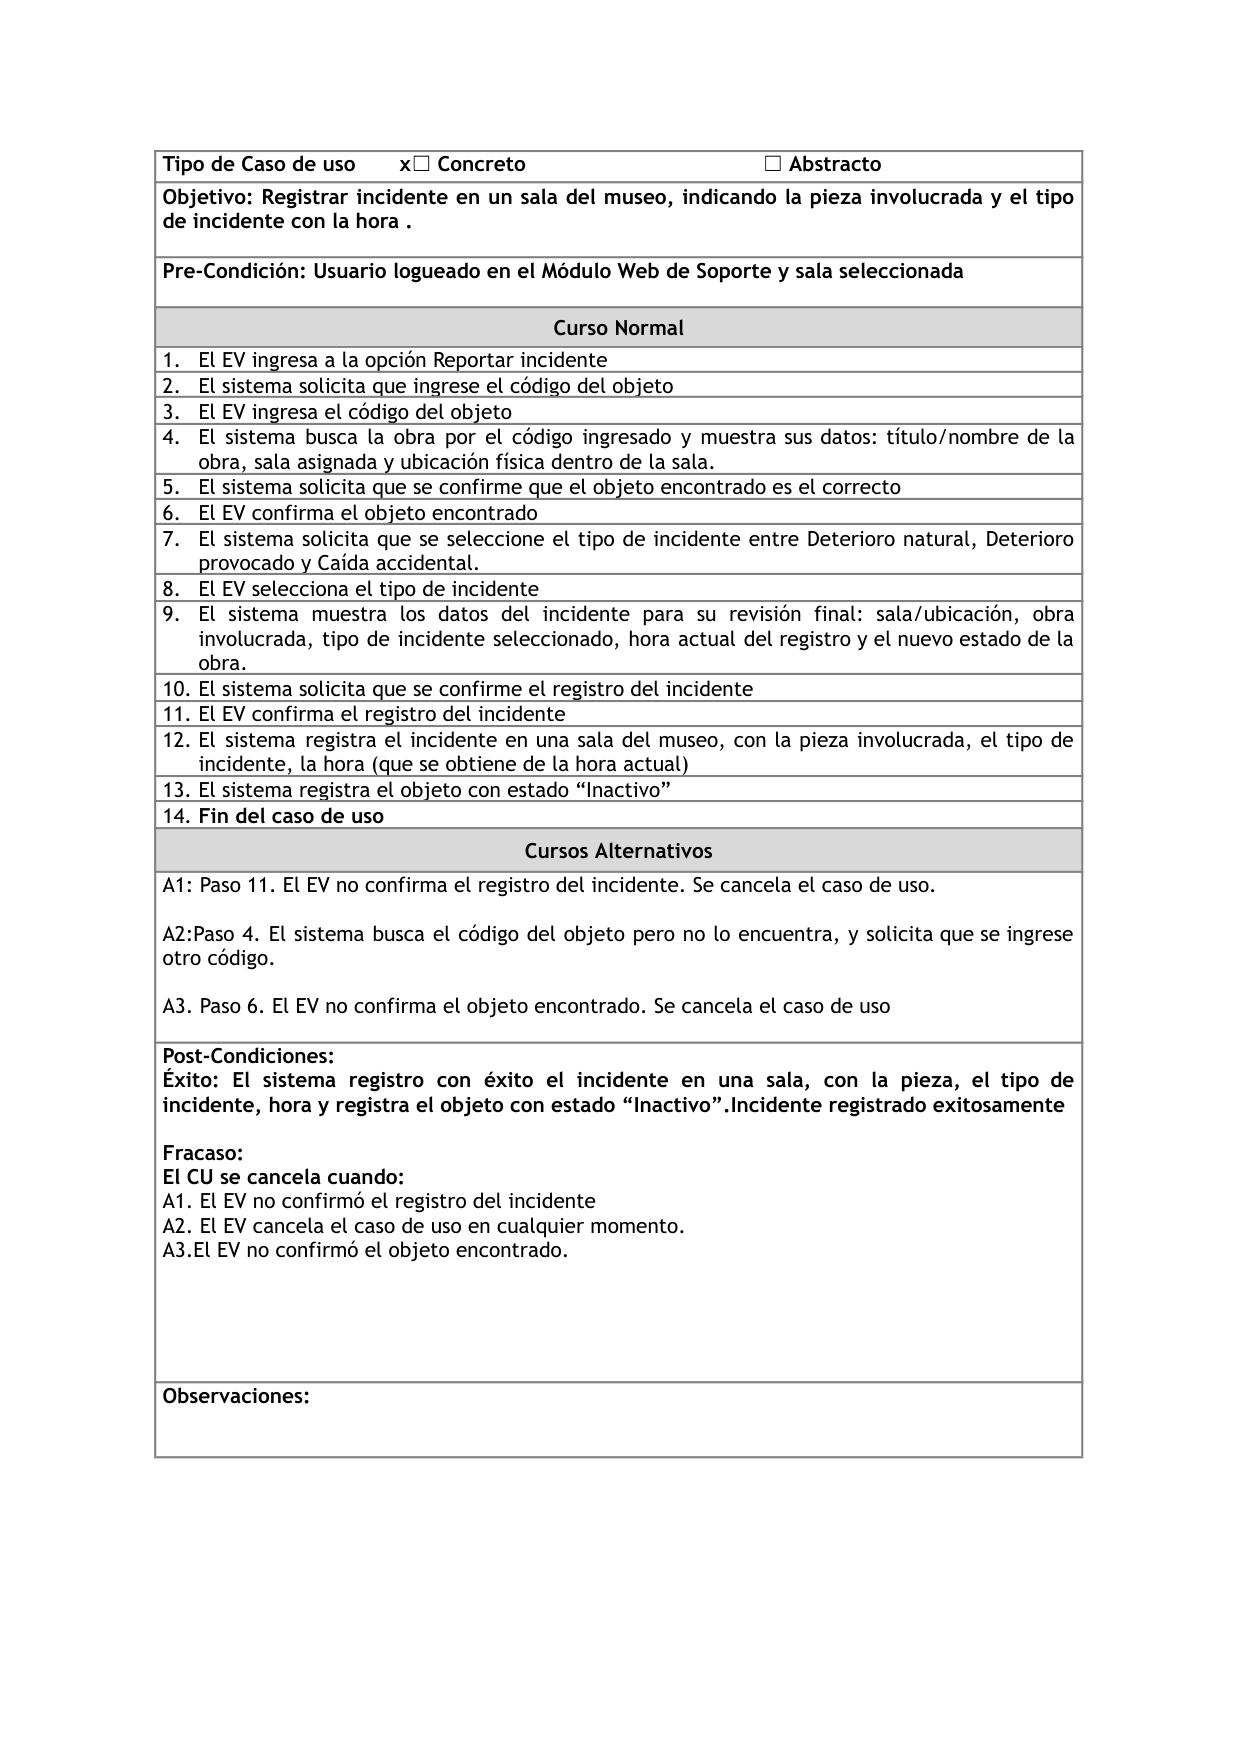 Tipo de Caso de uso x☐ Concreto ☐ Abstracto
Objetivo: Registrar incidente en un sala del museo, indicando la pieza involucrada y el tipo
de incidente con la hora .
Pre-Condición: Usuario logueado en el Módulo Web de Soporte y sala seleccionada
Curso Normal
1. El EV ingresa a la opción Reportar incidente
2. El sistema solicita que ingrese el código del objeto
3. El EV ingresa el código del objeto
4. El sistema busca la obra por el código ingresado y muestra sus datos: título/nombre de la
obra, sala asignada y ubicación física dentro de la sala.
5. El sistema solicita que se confirme que el objeto encontrado es el correcto
6. El EV confirma el objeto encontrado
7. El sistema solicita que se seleccione el tipo de incidente entre Deterioro natural, Deterioro
provocado y Caída accidental.
8. El EV selecciona el tipo de incidente
9. El sistema muestra los datos del incidente para su revisión final: sala/ubicación, obra
involucrada, tipo de incidente seleccionado, hora actual del registro y el nuevo estado de la
obra.
10. El sistema solicita que se confirme el registro del incidente
11. El EV confirma el registro del incidente
12. El sistema registra el incidente en una sala del museo, con la pieza involucrada, el tipo de
incidente, la hora (que se obtiene de la hora actual)
13. El sistema registra el objeto con estado “Inactivo”
14. Fin del caso de uso
Cursos Alternativos
A1: Paso 11. El EV no confirma el registro del incidente. Se cancela el caso de uso.
A2:Paso 4. El sistema busca el código del objeto pero no lo encuentra, y solicita que se ingrese
otro código.
A3. Paso 6. El EV no confirma el objeto encontrado. Se cancela el caso de uso
Post-Condiciones:
Éxito: El sistema registro con éxito el incidente en una sala, con la pieza, el tipo de
incidente, hora y registra el objeto con estado “Inactivo”.Incidente registrado exitosamente
Fracaso:
El CU se cancela cuando:
A1. El EV no confirmó el registro del incidente
A2. El EV cancela el caso de uso en cualquier momento.
A3.El EV no confirmó el objeto encontrado.
Observaciones: